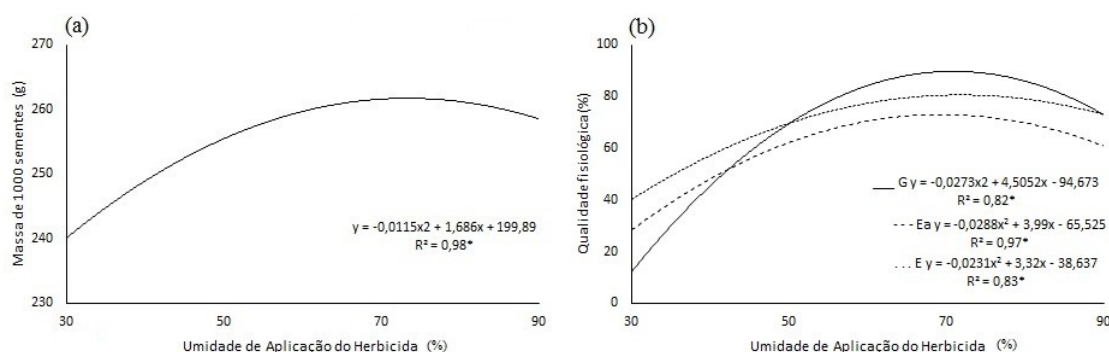 (a)
270
260
250
240
230
Massa de 1000 sementes (g)
y = -0,0115x2 + 1,686x + 199,89
R² = 0,98*
30 50 70 90
Umidade de Aplicação do Herbicida (%)
(b)
100
80
60
40
20
0
Qualidade fisiológica(%)
G y = -0,0273x2 + 4,5052x - 94,673
R² = 0,82*
Ea y = -0,0288x² + 3,99x - 65,525
R² = 0,97*
E y = -0,0231x² + 3,32x - 38,637
R² = 0,83*
30 50 70 90
Umidade de Aplicação do Herbicida (%)